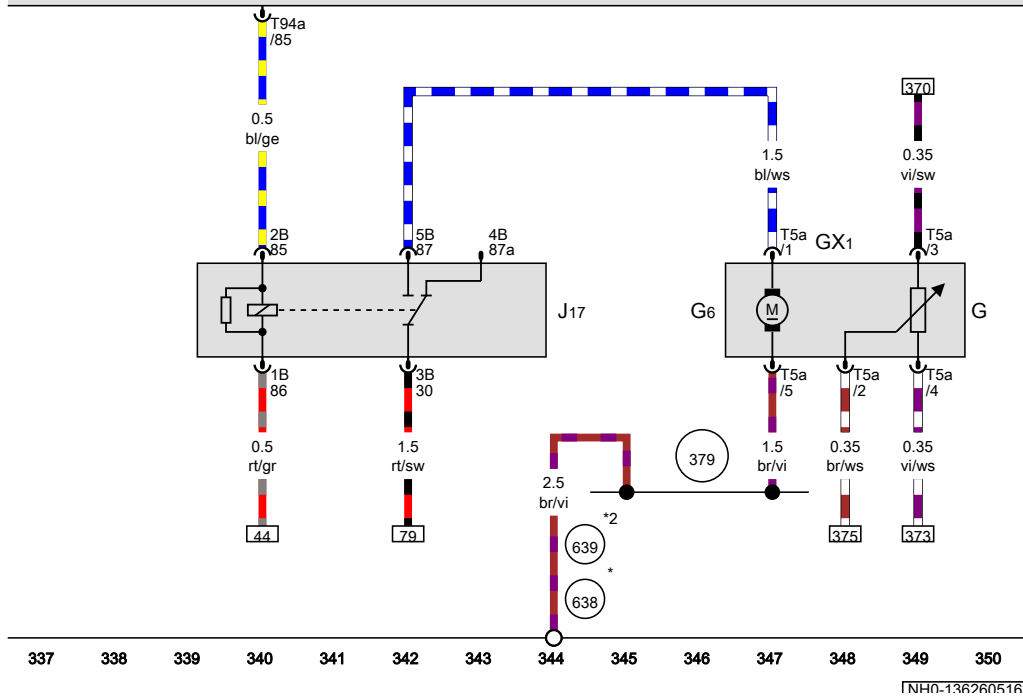 T94a
/85
370
0.5
bl/ge
1.5
bl/ws
0.35
vi/sw
2B
85
5B
87
4B
87a
T5a
/1
GX1
T5a
/3
J17
G6
M
G
1B
86
3B
30
T5a
/5
T5a
/2
T5a
/4
0.5
rt/gr
1.5
rt/sw
2.5
br/vi
379
1.5
br/vi
0.35
br/ws
0.35
vi/ws
*2
44
79
639
375
373
*
638
337 338 339 340 341 342 343 344 345 346 347 348 349 350
NH0-136260516